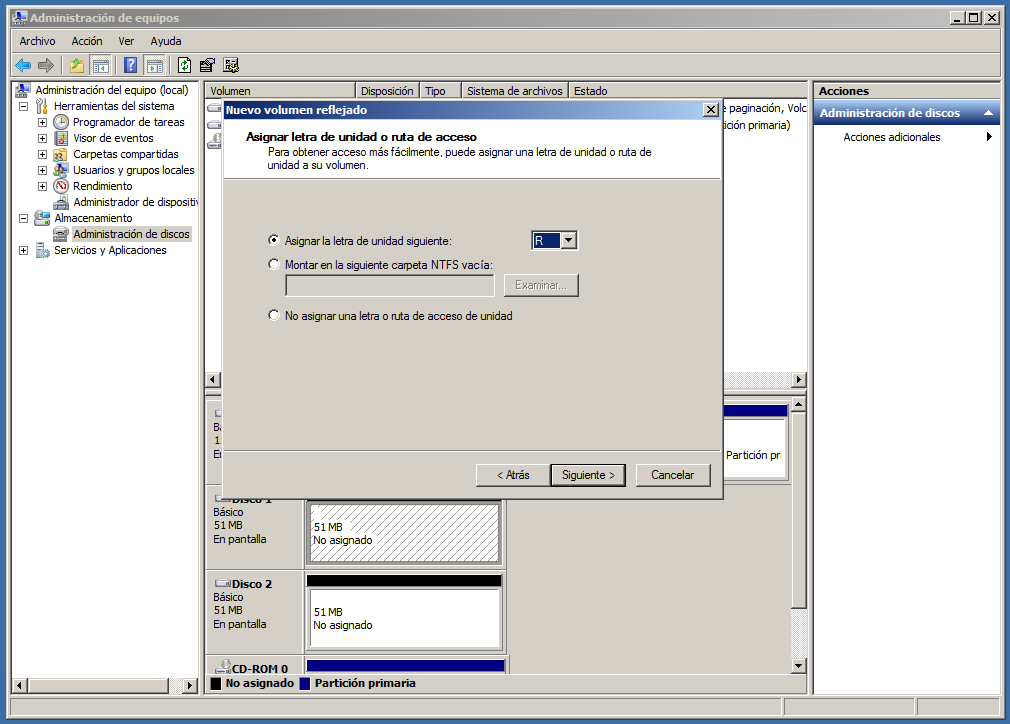 Administración de equipos
Archivo Acción Ver Ayuda
Administración del equipo (local)
Herramientas del sistema
Programador de tareas
Visor de eventos
Carpetas compartidas
Usuarios y grupos locales
Rendimiento
Administrador de dispositiv
Almacenamiento
Administración de discos
Servicios y Aplicaciones
Volumen Disposición Tipo Sistema de archivos Estado
e paginación, Volc
ición primaria)
Nuevo volumen reflejado
Asignar letra de unidad o ruta de acceso
Para obtener acceso más fácilmente, puede asignar una letra de unidad o ruta de
unidad a su volumen.
Asignar la letra de unidad siguiente: R
Montar en la siguiente carpeta NTFS vacía:
Examinar...
No asignar una letra o ruta de acceso de unidad
< Atrás Siguiente > Cancelar
Partición pri
Disco 1
Básico
51 MB
En pantalla
51 MB
No asignado
Disco 2
Básico
51 MB
En pantalla
51 MB
No asignado
CD-ROM 0
No asignado Partición primaria
Acciones
Administración de discos
Acciones adicionales